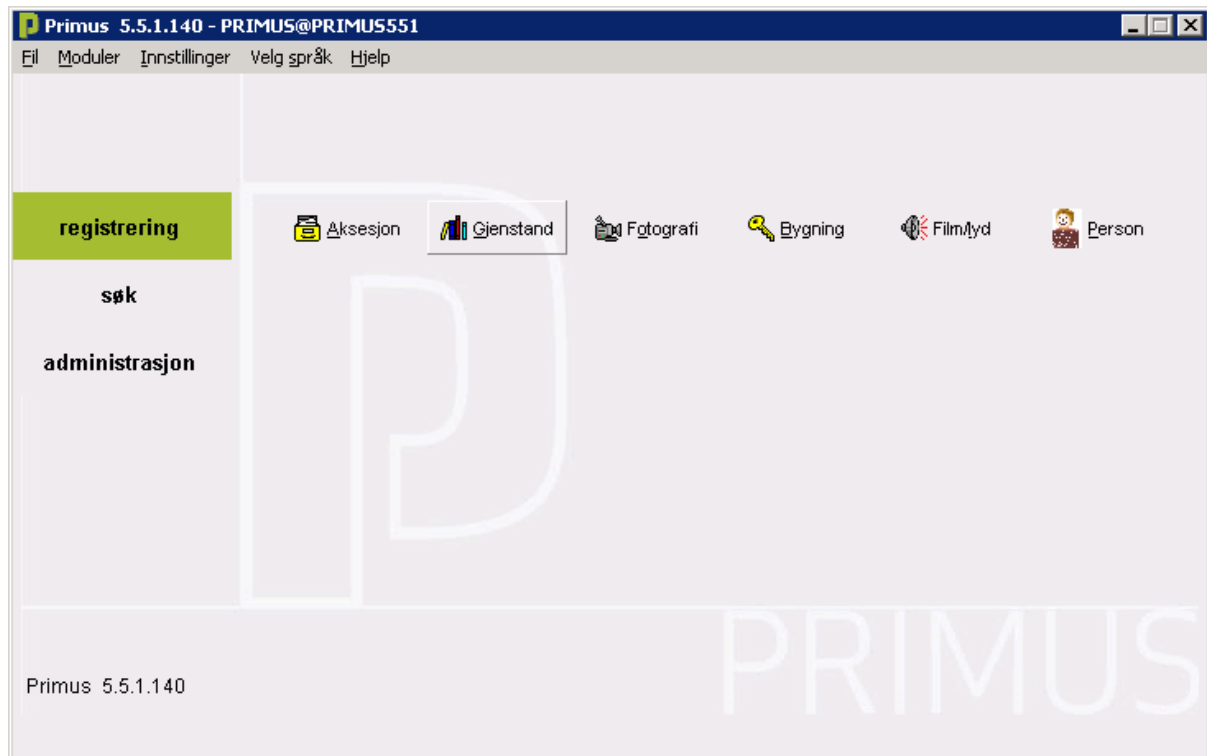 Primus 5.5.1.140 - PRIMUS@PRIMUS551
Fil Moduler Innstillinger Velg språk Hjelp
registrering
Aksesjon Gjenstand Fotografi Bygning Film/lyd Person
søk
administrasjon
PRIMUS
Primus 5.5.1.140